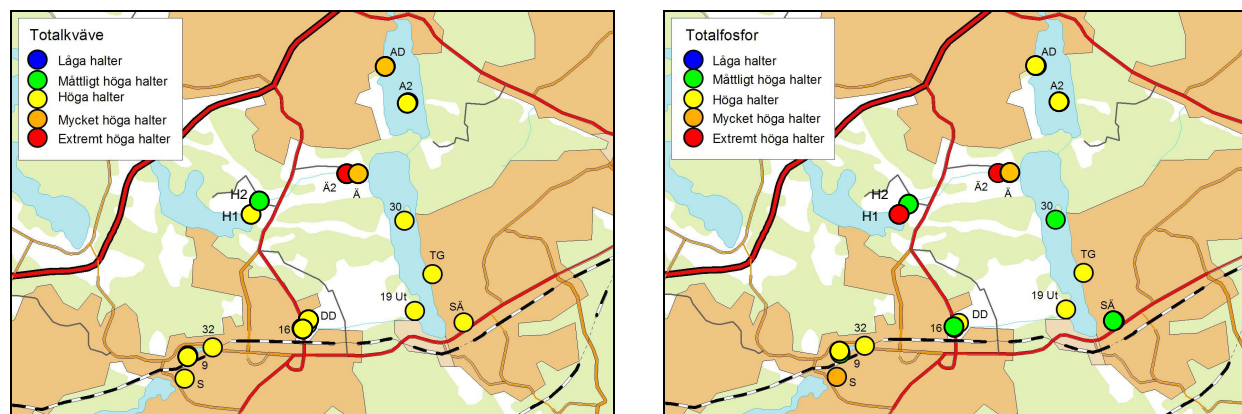 Totalkväve
Låga halter
Måttligt höga halter
Höga halter
Mycket höga halter
Extremt höga halter
AD
A2
Ä2
Ä
H2
H1
30
TG
19 Ut
SÄ
DD
16
32
9
S
Totalfosfor
Låga halter
Måttligt höga halter
Höga halter
Mycket höga halter
Extremt höga halter
AD
A2
Ä2
Ä
H2
H1
30
TG
19 Ut
SÄ
DD
16
32
9
S